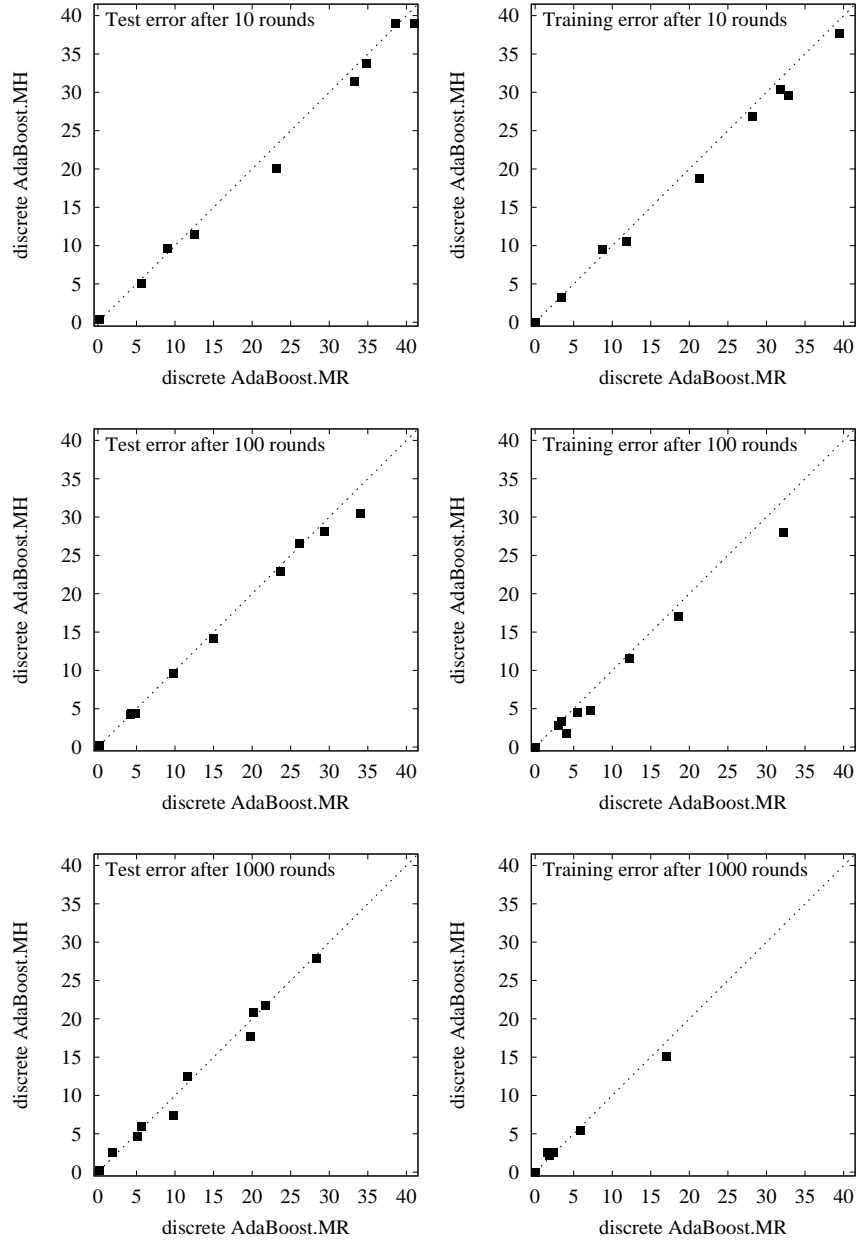 Test error after 10 rounds
40
35
30
25
20
15
10
5
0
discrete AdaBoost.MH
0 5 10 15 20 25 30 35 40
discrete AdaBoost.MR
Training error after 10 rounds
40
35
30
25
20
15
10
5
0
discrete AdaBoost.MH
0 5 10 15 20 25 30 35 40
discrete AdaBoost.MR
Test error after 100 rounds
40
35
30
25
20
15
10
5
0
discrete AdaBoost.MH
0 5 10 15 20 25 30 35 40
discrete AdaBoost.MR
Training error after 100 rounds
40
35
30
25
20
15
10
5
0
discrete AdaBoost.MH
0 5 10 15 20 25 30 35 40
discrete AdaBoost.MR
Test error after 1000 rounds
40
35
30
25
20
15
10
5
0
discrete AdaBoost.MH
0 5 10 15 20 25 30 35 40
discrete AdaBoost.MR
Training error after 1000 rounds
40
35
30
25
20
15
10
5
0
discrete AdaBoost.MH
0 5 10 15 20 25 30 35 40
discrete AdaBoost.MR